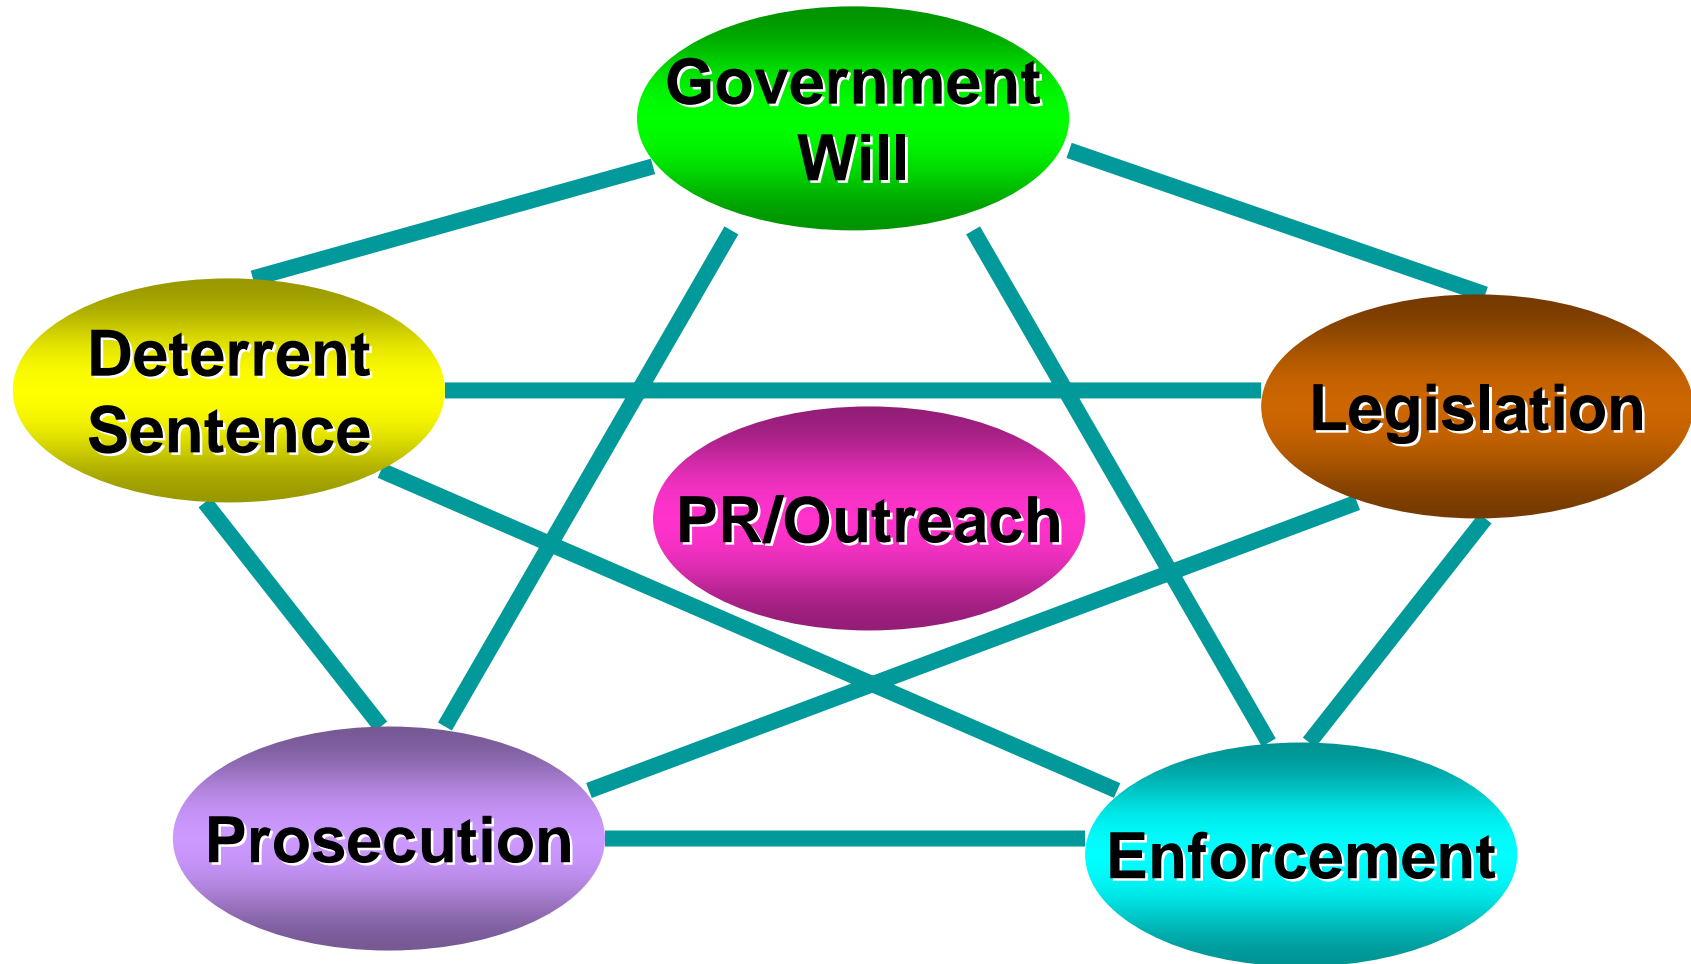 Government
Will
Deterrent
Sentence
Legislation
PR/Outreach
Prosecution
Enforcement